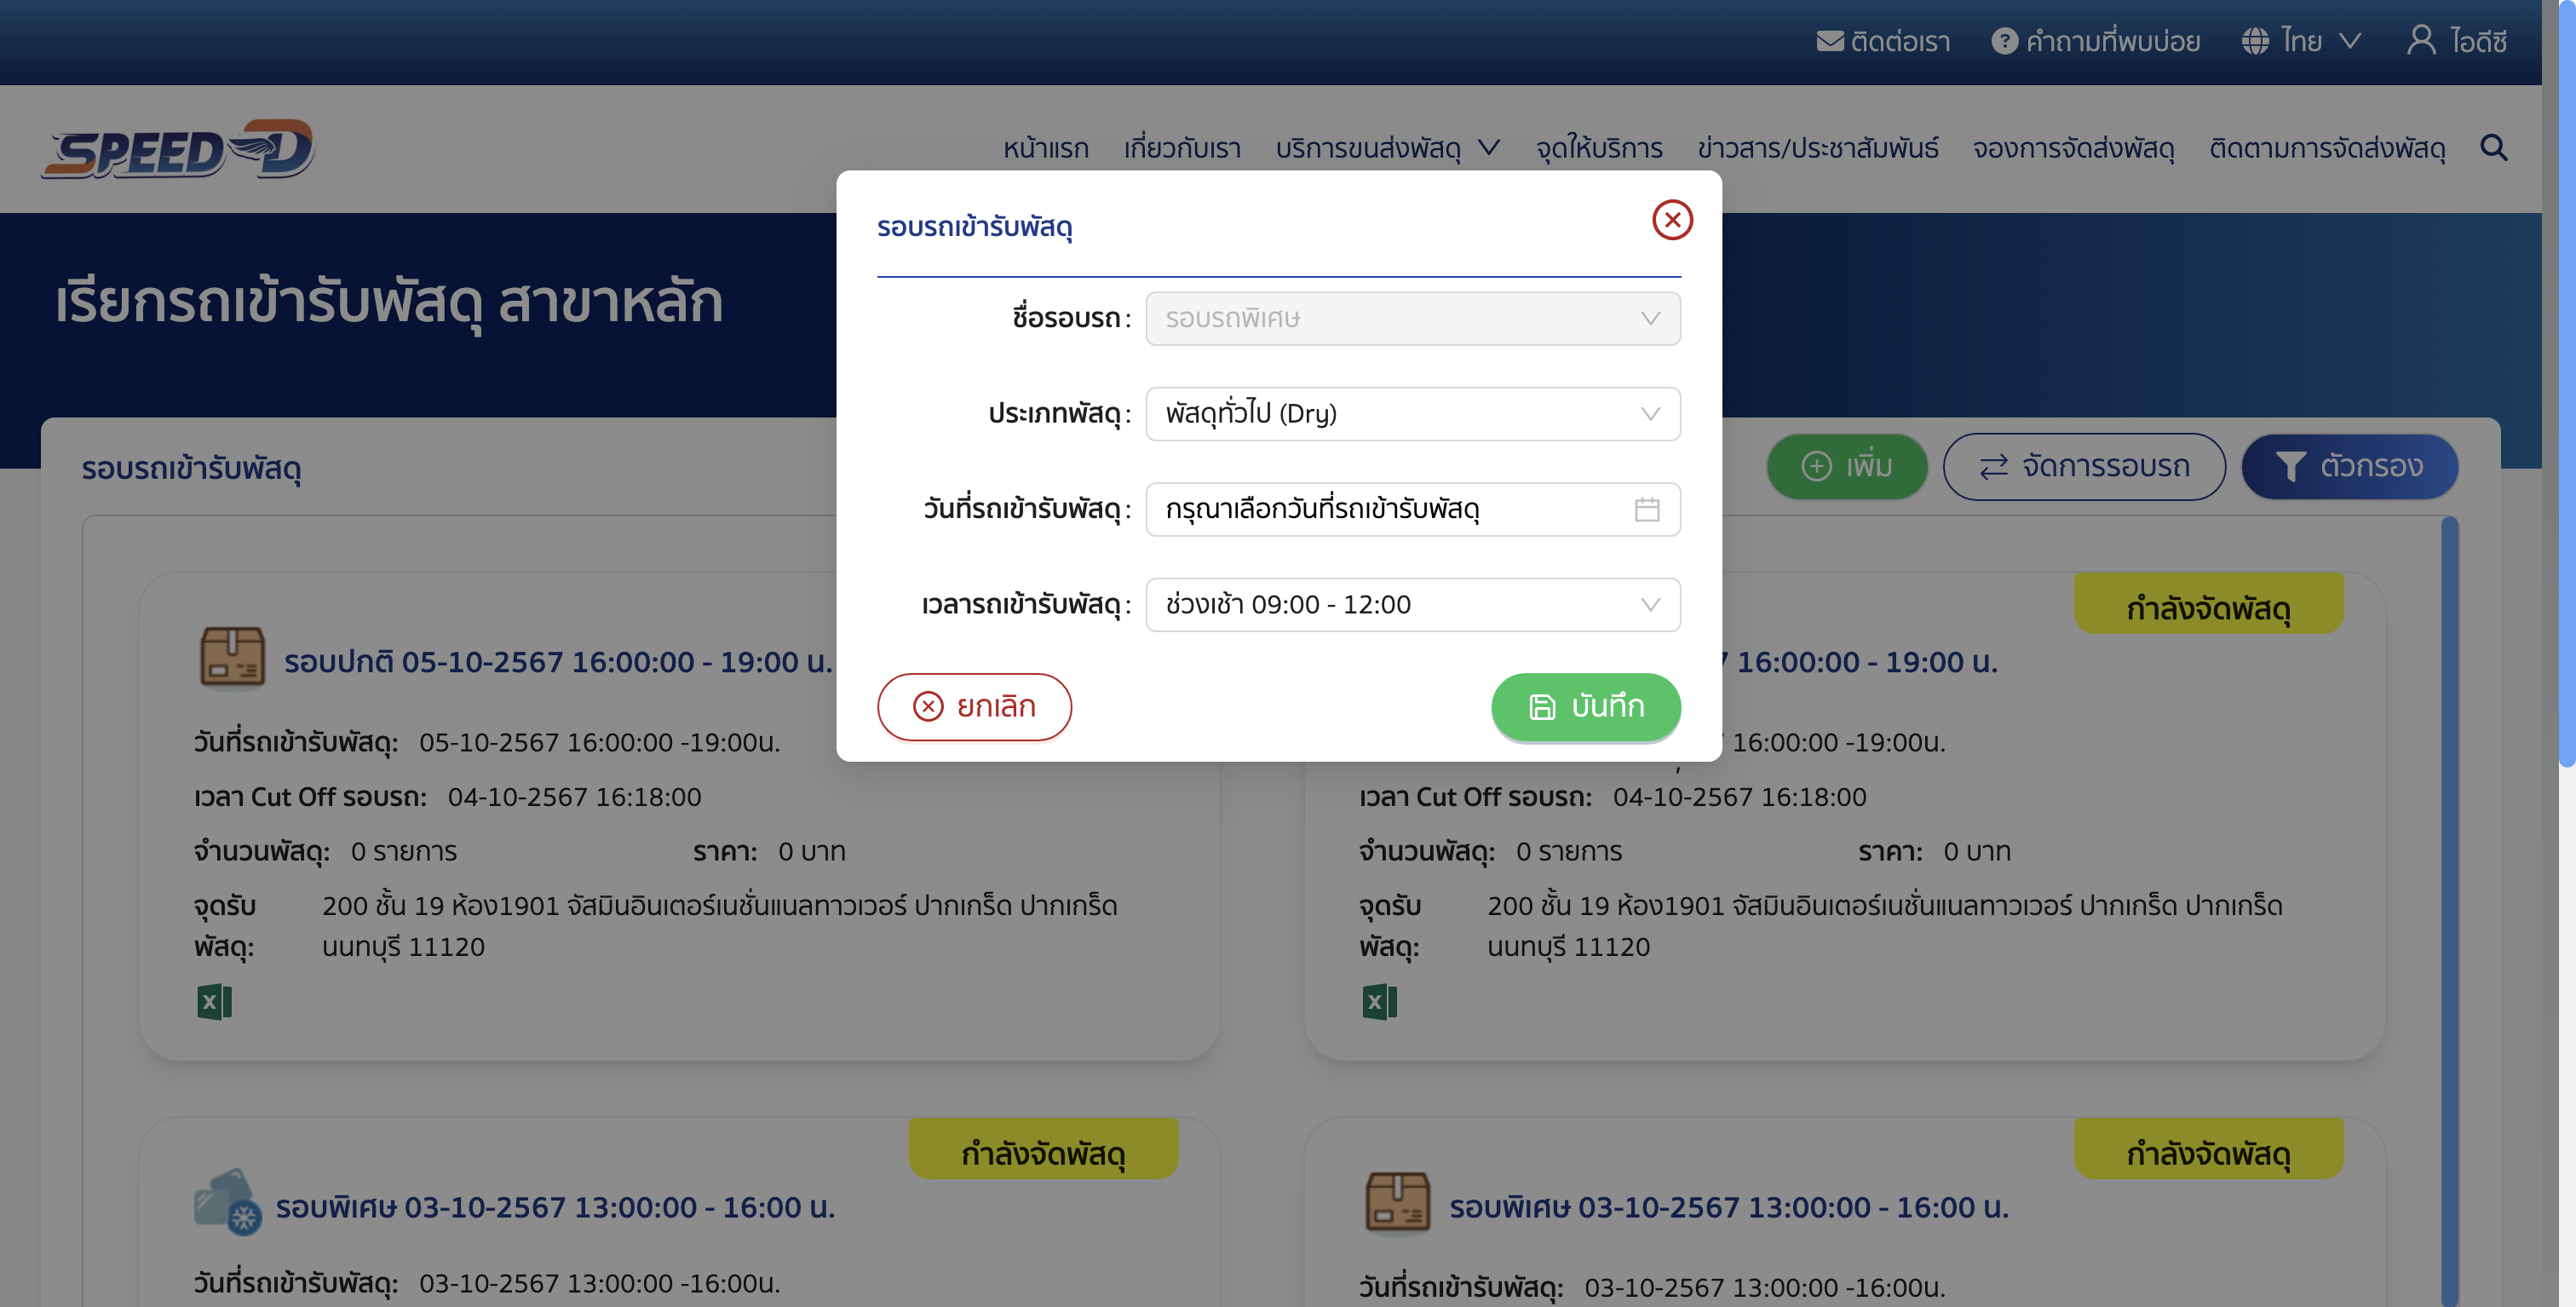 ติดต่อเรา คำถามที่พบบ่อย ไทย ไอดีซี
SPEED-D
หน้าแรก เกี่ยวกับเรา บริการขนส่งพัสดุ จุดให้บริการ ข่าวสาร/ประชาสัมพันธ์ จองการจัดส่งพัสดุ ติดตามการจัดส่งพัสดุ
เรียกรถเข้ารับพัสดุ สาขาหลัก
รอบรถเข้ารับพัสดุ
ชื่อรอบรถ : รอบรถพิเศษ
ประเภทพัสดุ : พัสดุทั่วไป (Dry)
วันที่รถเข้ารับพัสดุ : กรุณาเลือกวันที่รถเข้ารับพัสดุ
เวลารถเข้ารับพัสดุ : ช่วงเช้า 09:00 - 12:00
ยกเลิก บันทึก
รอบรถเข้ารับพัสดุ เพิ่ม จัดการรอบรถ ตัวกรอง
รอบปกติ 05-10-2567 16:00:00 - 19:00 น.
วันที่รถเข้ารับพัสดุ: 05-10-2567 16:00:00 -19:00น.
เวลา Cut Off รอบรถ: 04-10-2567 16:18:00
จำนวนพัสดุ: 0 รายการ ราคา: 0 บาท
จุดรับ 200 ชั้น 19 ห้อง1901 จัสมินอินเตอร์เนชั่นแนลทาวเวอร์ ปากเกร็ด ปากเกร็ด
พัสดุ: นนทบุรี 11120
กำลังจัดพัสดุ
16:00:00 - 19:00 น.
16:00:00 -19:00น.
เวลา Cut Off รอบรถ: 04-10-2567 16:18:00
จำนวนพัสดุ: 0 รายการ ราคา: 0 บาท
จุดรับ 200 ชั้น 19 ห้อง1901 จัสมินอินเตอร์เนชั่นแนลทาวเวอร์ ปากเกร็ด ปากเกร็ด
พัสดุ: นนทบุรี 11120
กำลังจัดพัสดุ
รอบพิเศษ 03-10-2567 13:00:00 - 16:00 น.
วันที่รถเข้ารับพัสดุ: 03-10-2567 13:00:00 -16:00น.
กำลังจัดพัสดุ
รอบพิเศษ 03-10-2567 13:00:00 - 16:00 น.
วันที่รถเข้ารับพัสดุ: 03-10-2567 13:00:00 -16:00น.